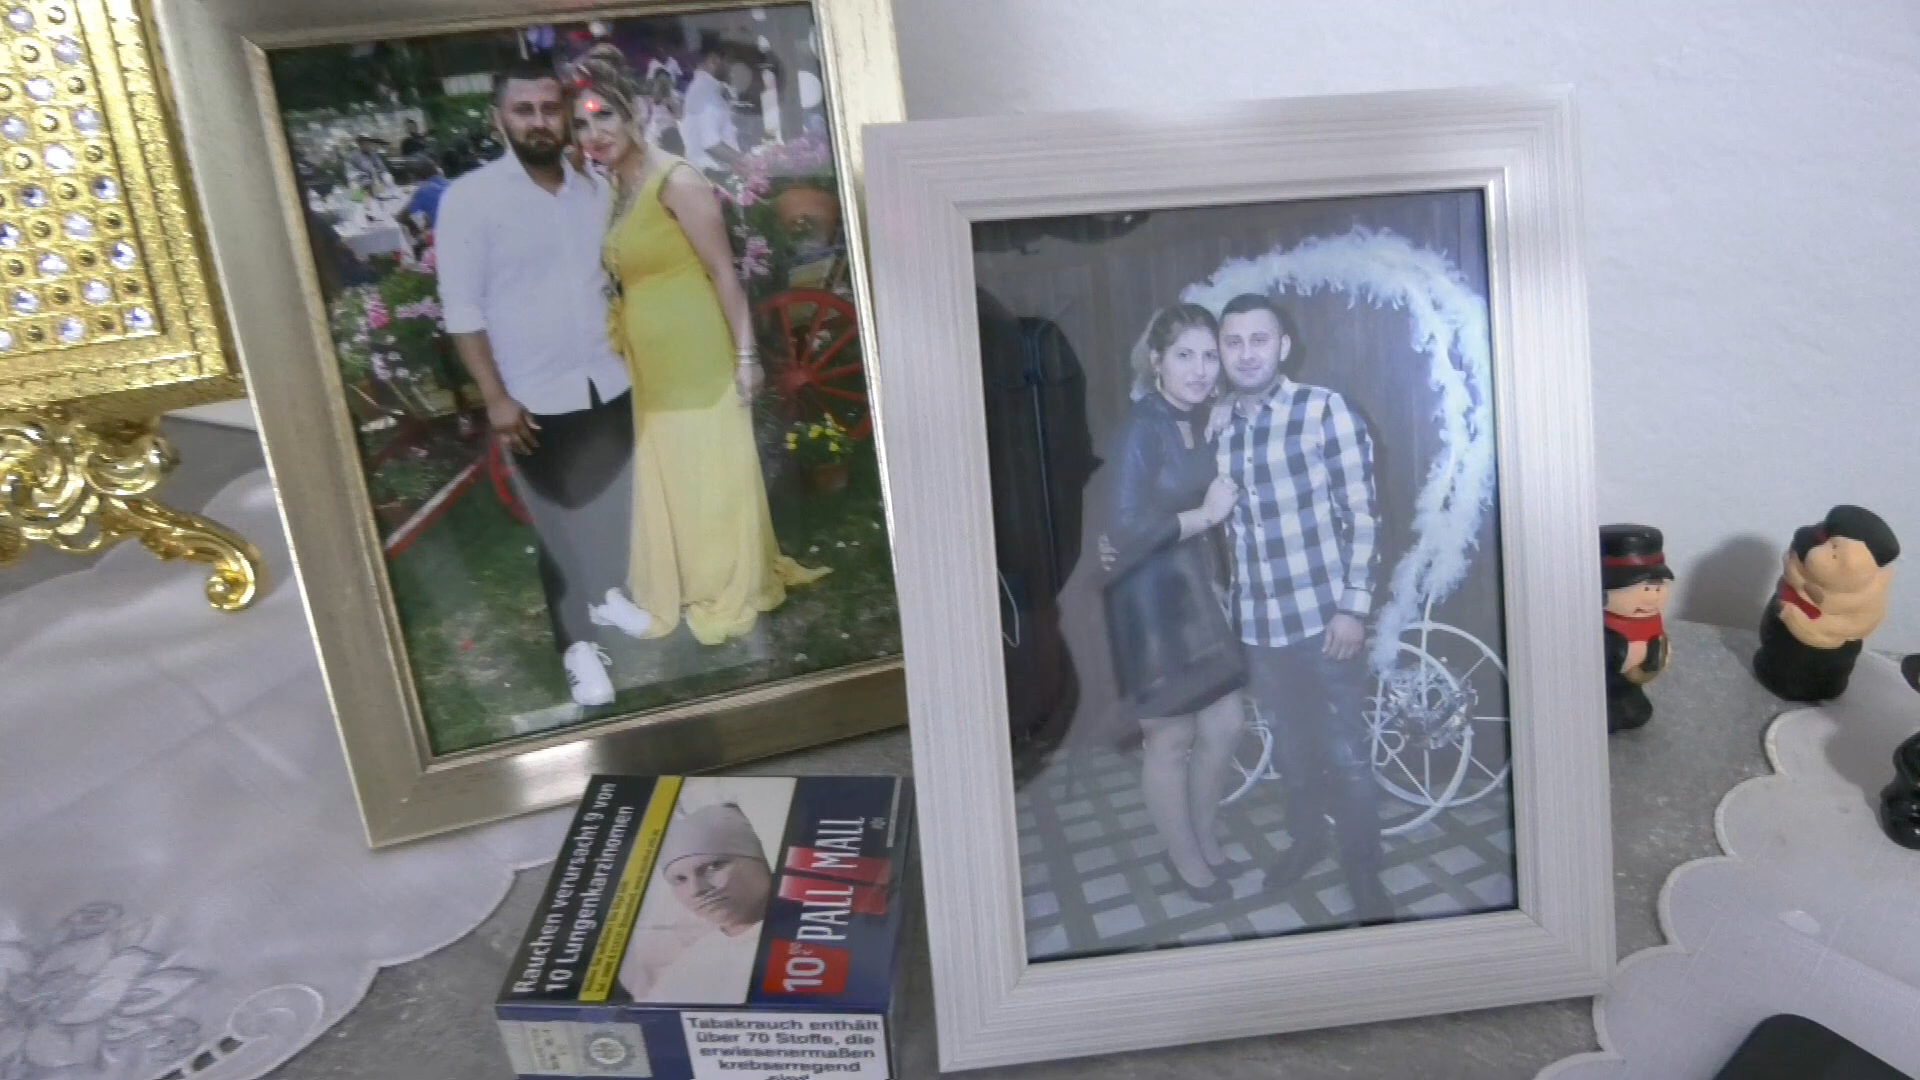 Rauchen verursacht 9 von
10 Lungenkarzinomen
PALL MALL
10
Tabakrauch enthält
über 70 Stoffe, die
erwiesenermaßen
krebserregend
sind